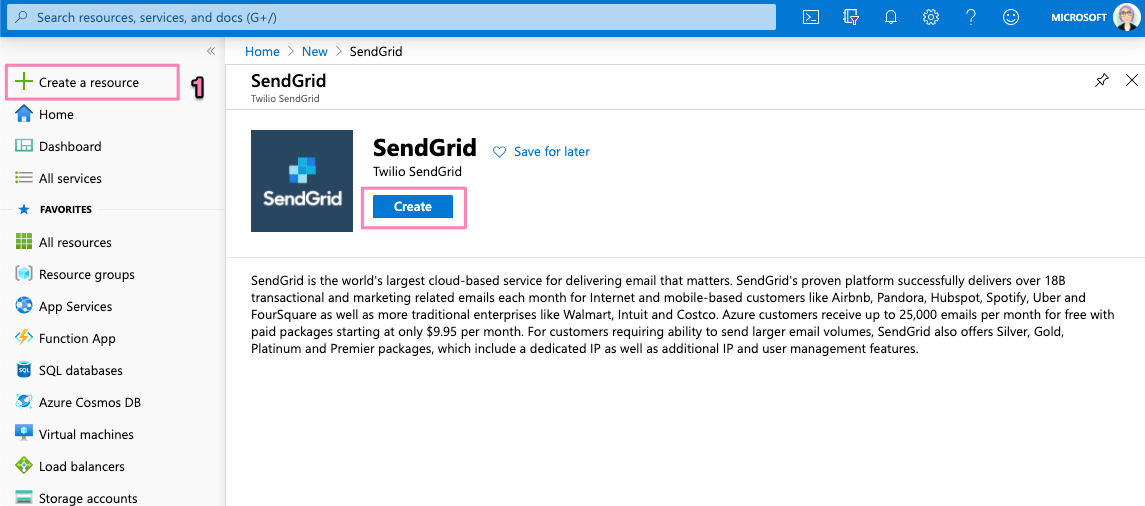 Search resources, services, and docs (G+/)
MICROSOFT
«
Home > New > SendGrid
Create a resource
1
Home
Dashboard
All services
FAVORITES
All resources
Resource groups
App Services
Function App
SQL databases
Azure Cosmos DB
Virtual machines
Load balancers
Storage accounts
SendGrid
Twilio SendGrid
SendGrid
SendGrid
Save for later
Twilio SendGrid
Create
SendGrid is the world's largest cloud-based service for delivering email that matters. SendGrid's proven platform successfully delivers over 18B
transactional and marketing related emails each month for Internet and mobile-based customers like Airbnb, Pandora, Hubspot, Spotify, Uber and
FourSquare as well as more traditional enterprises like Walmart, Intuit and Costco. Azure customers receive up to 25,000 emails per month for free with
paid packages starting at only $9.95 per month. For customers requiring ability to send larger email volumes, SendGrid also offers Silver, Gold,
Platinum and Premier packages, which include a dedicated IP as well as additional IP and user management features.